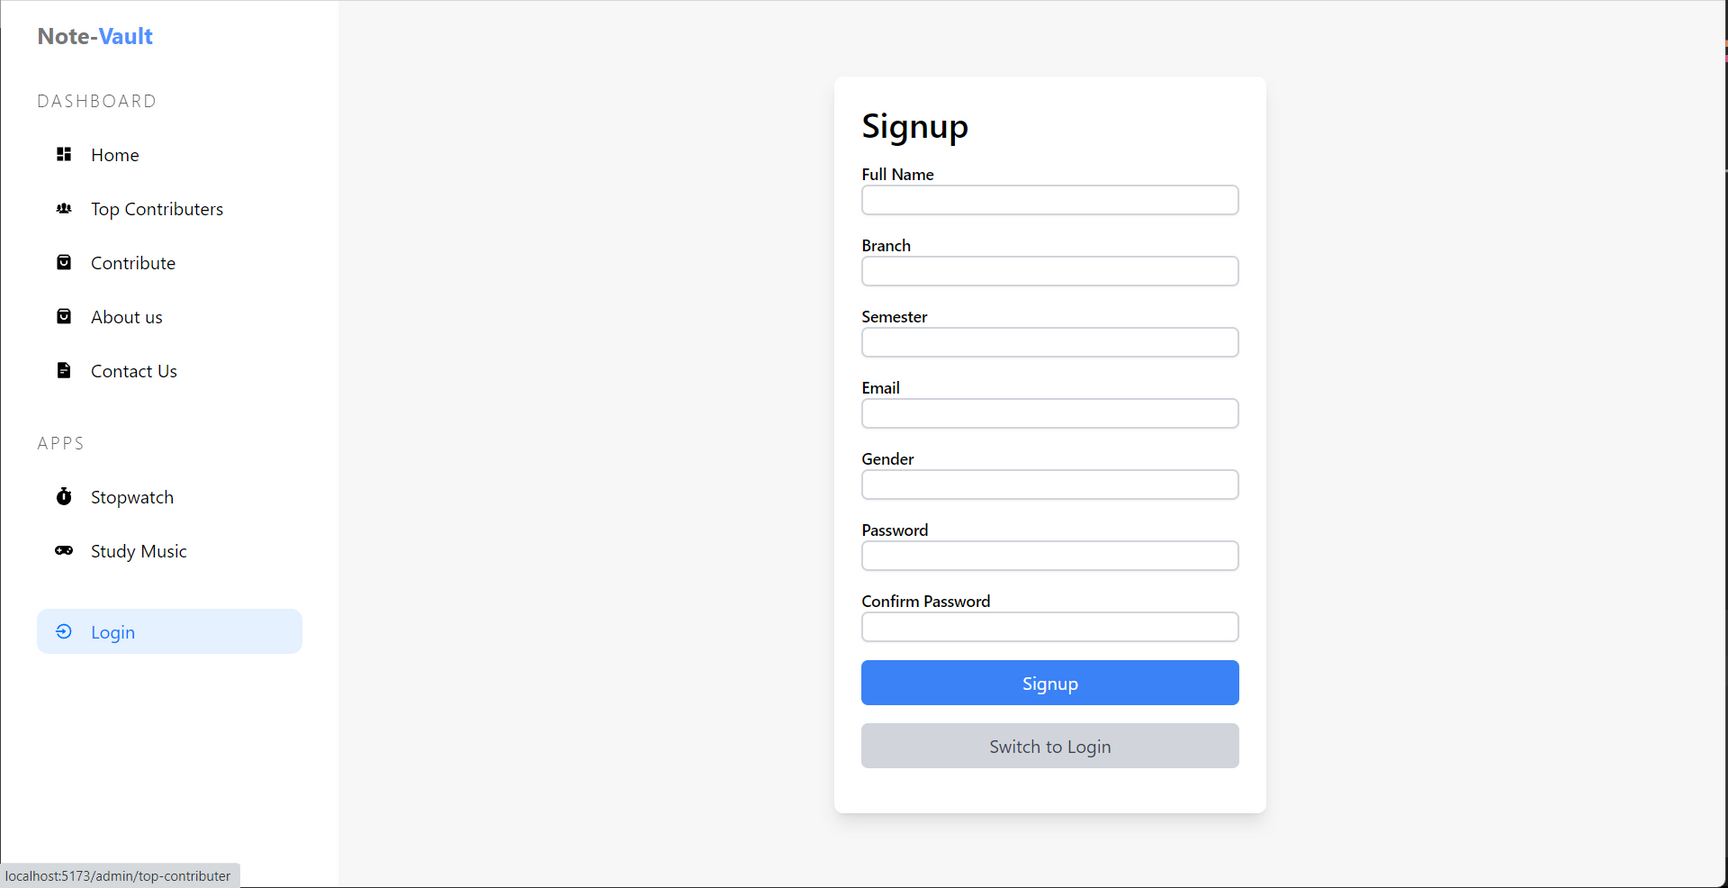 Note-Vault
DASHBOARD
Home
Top Contributers
Contribute
About us
Contact Us
APPS
Stopwatch
Study Music
Login
Signup
Full Name
Branch
Semester
Email
Gender
Password
Confirm Password
Signup
Switch to Login
localhost:5173/admin/top-contributer